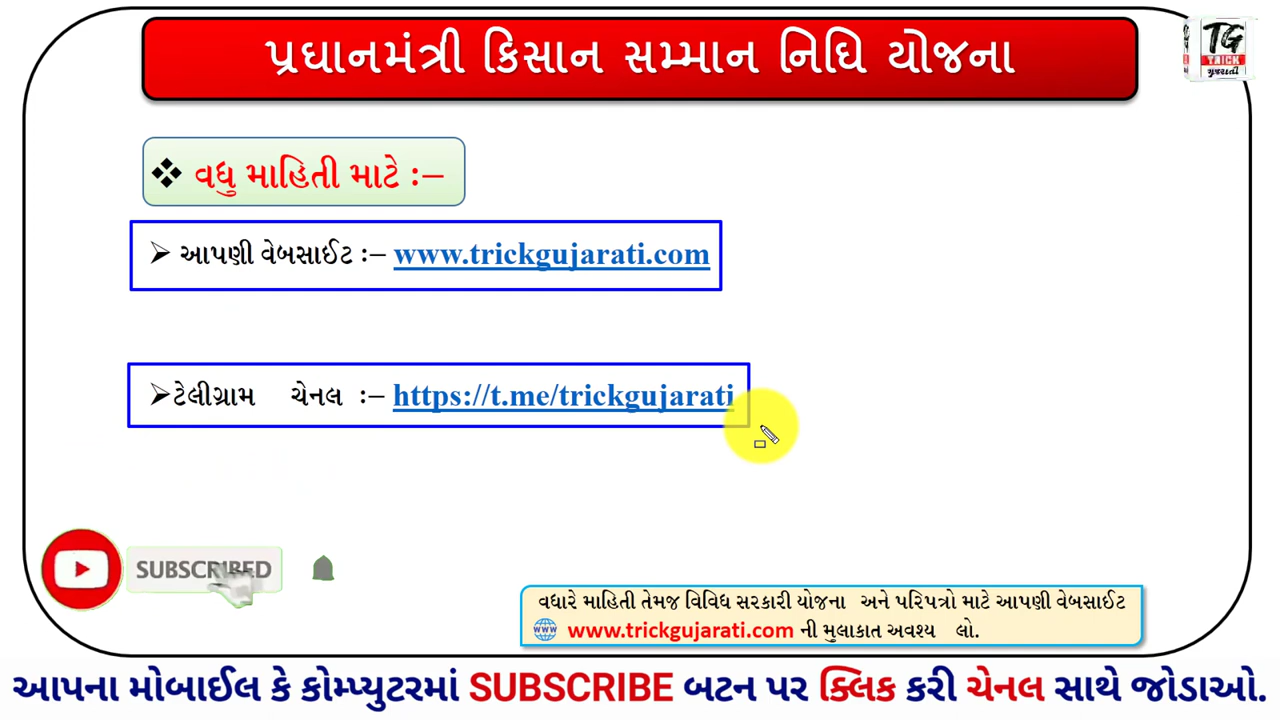 પ્રધાનમંત્રી કિસાન સમ્માન નિધિ યોજના
TG
TRICK
ગુજરાતી
❖ વધુ માહિતી માટે :–
➢ આપણી વેબસાઈટ :– www.trickgujarati.com
➢ ટેલીગ્રામ ચેનલ :– https://t.me/trickgujarati
SUBSCRIBED
વધારે માહિતી તેમજ વિવિધ સરકારી યોજના અને પરિપત્રો માટે આપણી વેબસાઈટ
www.trickgujarati.com ની મુલાકાત અવશ્ય લો.
આપના મોબાઈલ કે કોમ્પ્યુટરમાં SUBSCRIBE બટન પર ક્લિક કરી ચેનલ સાથે જોડાઓ.